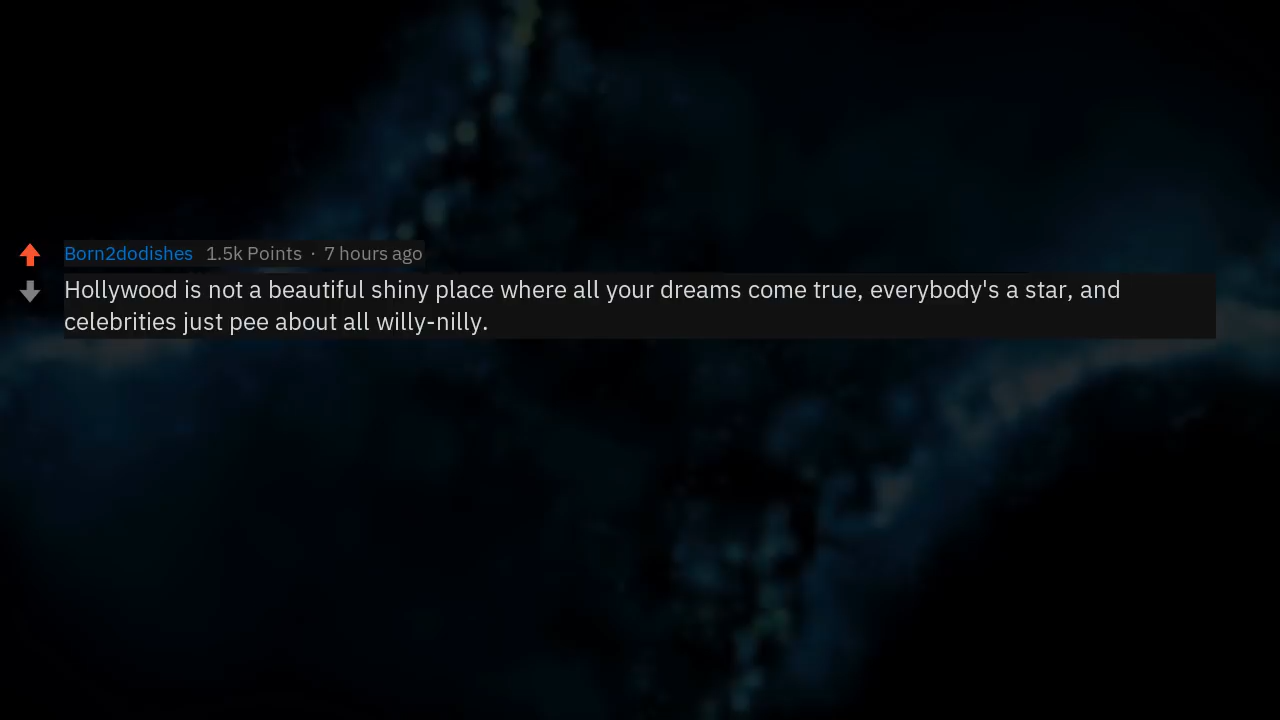 Born2dodishes 1.5k Points · 7 hours ago
Hollywood is not a beautiful shiny place where all your dreams come true, everybody's a star, and
celebrities just pee about all willy-nilly.